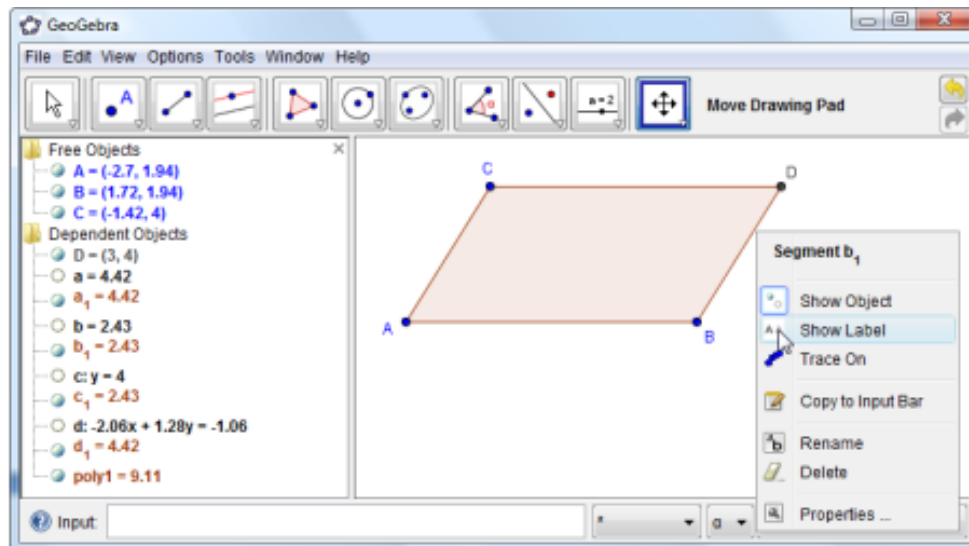 GeoGebra
File Edit View Options Tools Window Help
A
α
a=2
Move Drawing Pad
Free Objects
A = (-2.7, 1.94)
B = (1.72, 1.94)
C = (-1.42, 4)
Dependent Objects
D = (3, 4)
a = 4.42
a₁ = 4.42
b = 2.43
b₁ = 2.43
c: y = 4
c₁ = 2.43
d: -2.06x + 1.28y = -1.06
d₁ = 4.42
poly1 = 9.11
C
D
A
B
Segment b₁
Show Object
Show Label
Trace On
Copy to Input Bar
Rename
Delete
Properties ...
Input:
α